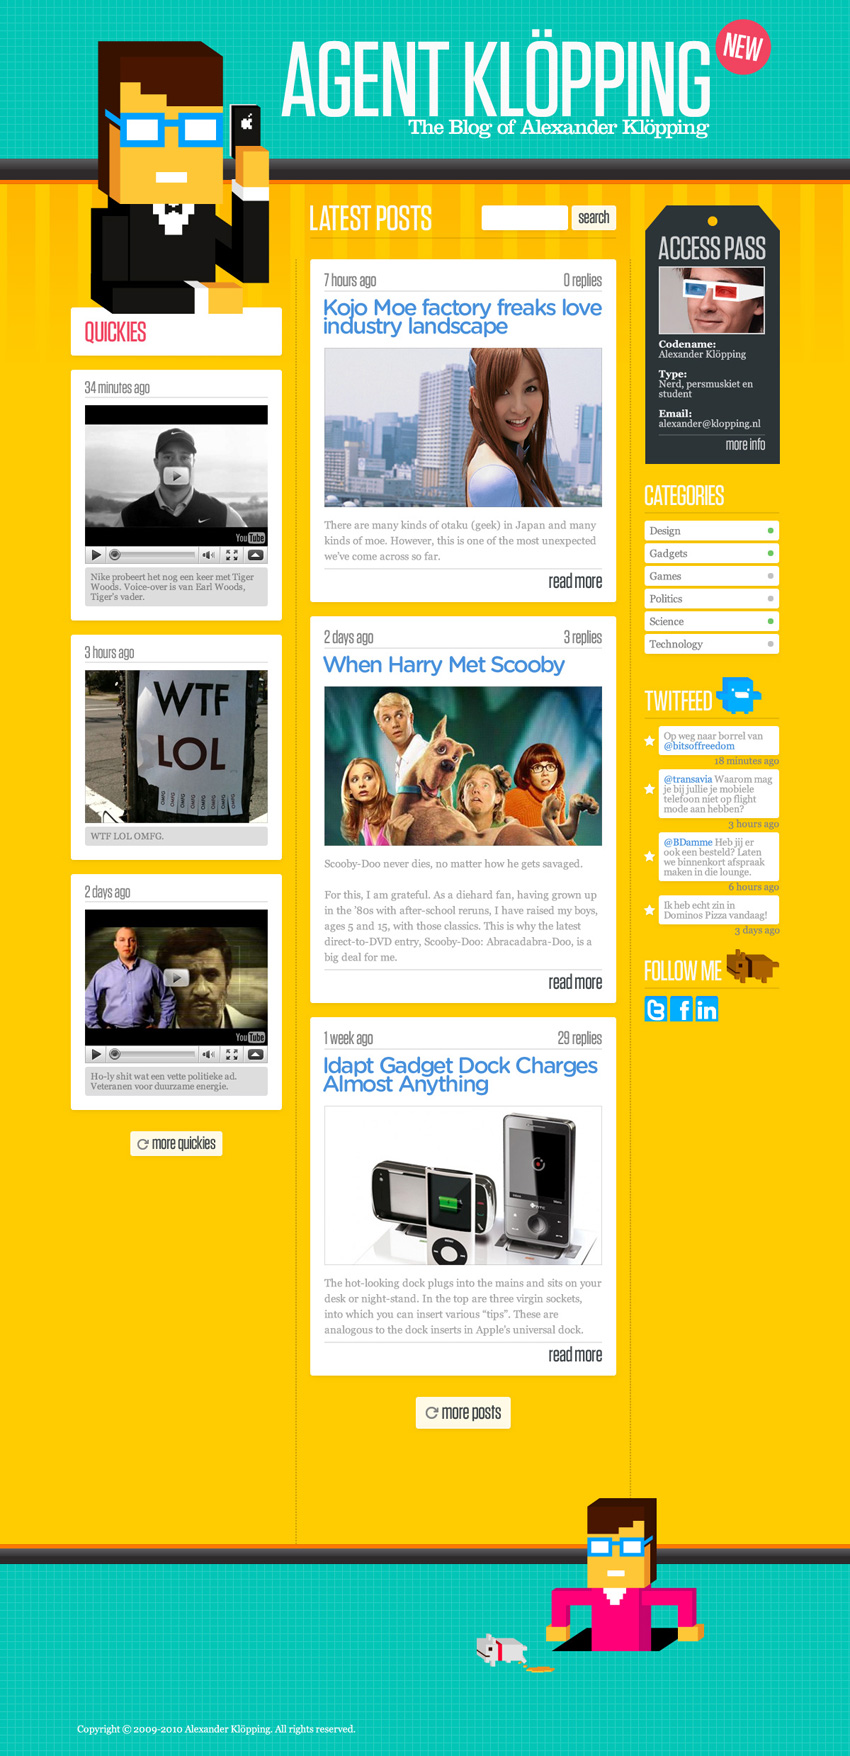 AGENT KLÖPPING
NEW
The Blog of Alexander Klöpping
QUICKIES
34 minutes ago
YouTube
Nike probeert het nog een keer met Tiger
Woods. Voice-over is van Earl Woods,
Tiger's vader.
3 hours ago
WTF
LOL
OMFG OMFG OMFG OMFG OMFG OMFG
WTF LOL OMFG.
2 days ago
YouTube
Ho-ly shit wat een vette politieke ad.
Veteranen voor duurzame energie.
more quickies
LATEST POSTS
search
7 hours ago 0 replies
Kojo Moe factory freaks love
industry landscape
There are many kinds of otaku (geek) in Japan and many
kinds of moe. However, this is one of the most unexpected
we've come across so far.
read more
2 days ago 3 replies
When Harry Met Scooby
Scooby-Doo never dies, no matter how he gets savaged.
For this, I am grateful. As a diehard fan, having grown up
in the '80s with after-school reruns, I have raised my boys,
ages 5 and 15, with those classics. This is why the latest
direct-to-DVD entry, Scooby-Doo: Abracadabra-Doo, is a
big deal for me.
read more
1 week ago 29 replies
Idapt Gadget Dock Charges
Almost Anything
The hot-looking dock plugs into the mains and sits on your
desk or night-stand. In the top are three virgin sockets,
into which you can insert various “tips”. These are
analogous to the dock inserts in Apple's universal dock.
read more
more posts
ACCESS PASS
Codename:
Alexander Klöpping
Type:
Nerd, persmuskiet en
student
Email:
alexander@klopping.nl
more info
CATEGORIES
Design
Gadgets
Games
Politics
Science
Technology
TWITFEED
Op weg naar borrel van
@bitsoffreedom
18 minutes ago
@transavia Waarom mag
je bij jullie je mobiele
telefoon niet op flight
mode aan hebben?
3 hours ago
@BDamme Heb jij er
ook een besteld? Laten
we binnenkort afspraak
maken in die lounge.
6 hours ago
Ik heb echt zin in
Dominos Pizza vandaag!
3 days ago
FOLLOW ME
t f in
Copyright © 2009-2010 Alexander Klöpping. All rights reserved.